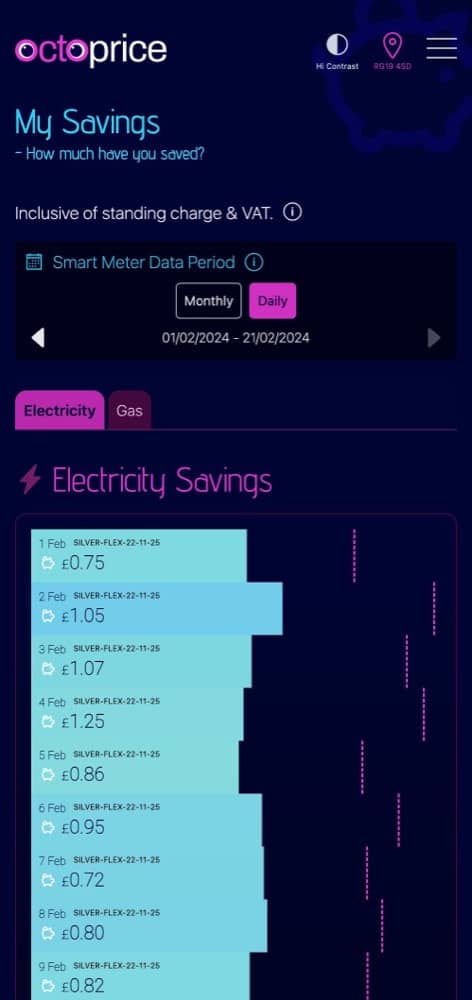 octoprice
Hi Contrast
RG19 4SD
My Savings
- How much have you saved?
Inclusive of standing charge & VAT.
Smart Meter Data Period
Monthly Daily
01/02/2024 - 21/02/2024
Electricity Gas
Electricity Savings
1 Feb SILVER-FLEX-22-11-25
£0.75
2 Feb SILVER-FLEX-22-11-25
£1.05
3 Feb SILVER-FLEX-22-11-25
£1.07
4 Feb SILVER-FLEX-22-11-25
£1.25
5 Feb SILVER-FLEX-22-11-25
£0.86
6 Feb SILVER-FLEX-22-11-25
£0.95
7 Feb SILVER-FLEX-22-11-25
£0.72
8 Feb SILVER-FLEX-22-11-25
£0.80
9 Feb SILVER-FLEX-22-11-25
£0.82